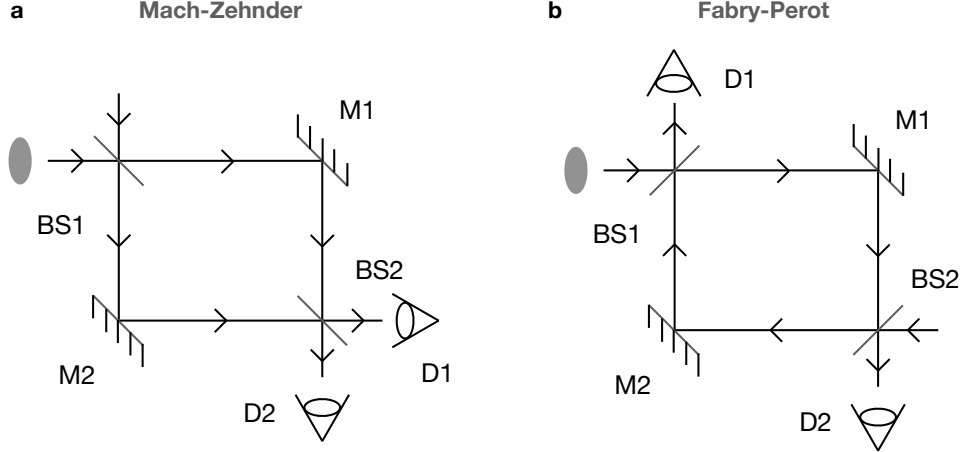 a
Mach-Zehnder
M1
BS1
BS2
M2
D1
D2
b
Fabry-Perot
D1
M1
BS1
BS2
M2
D2